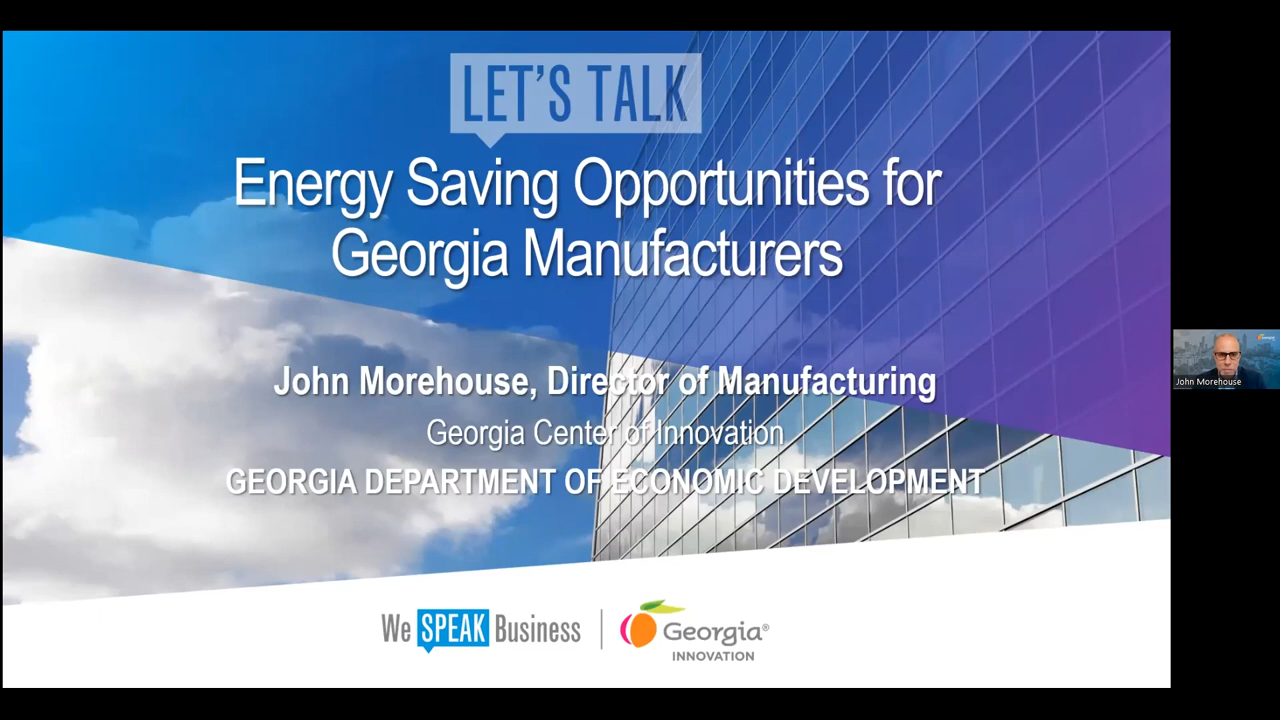 LET'S TALK
Energy Saving Opportunities for
Georgia Manufacturers
John Morehouse, Director of Manufacturing
Georgia Center of Innovation
GEORGIA DEPARTMENT OF ECONOMIC DEVELOPMENT
We SPEAK Business
Georgia®
INNOVATION
John Morehouse